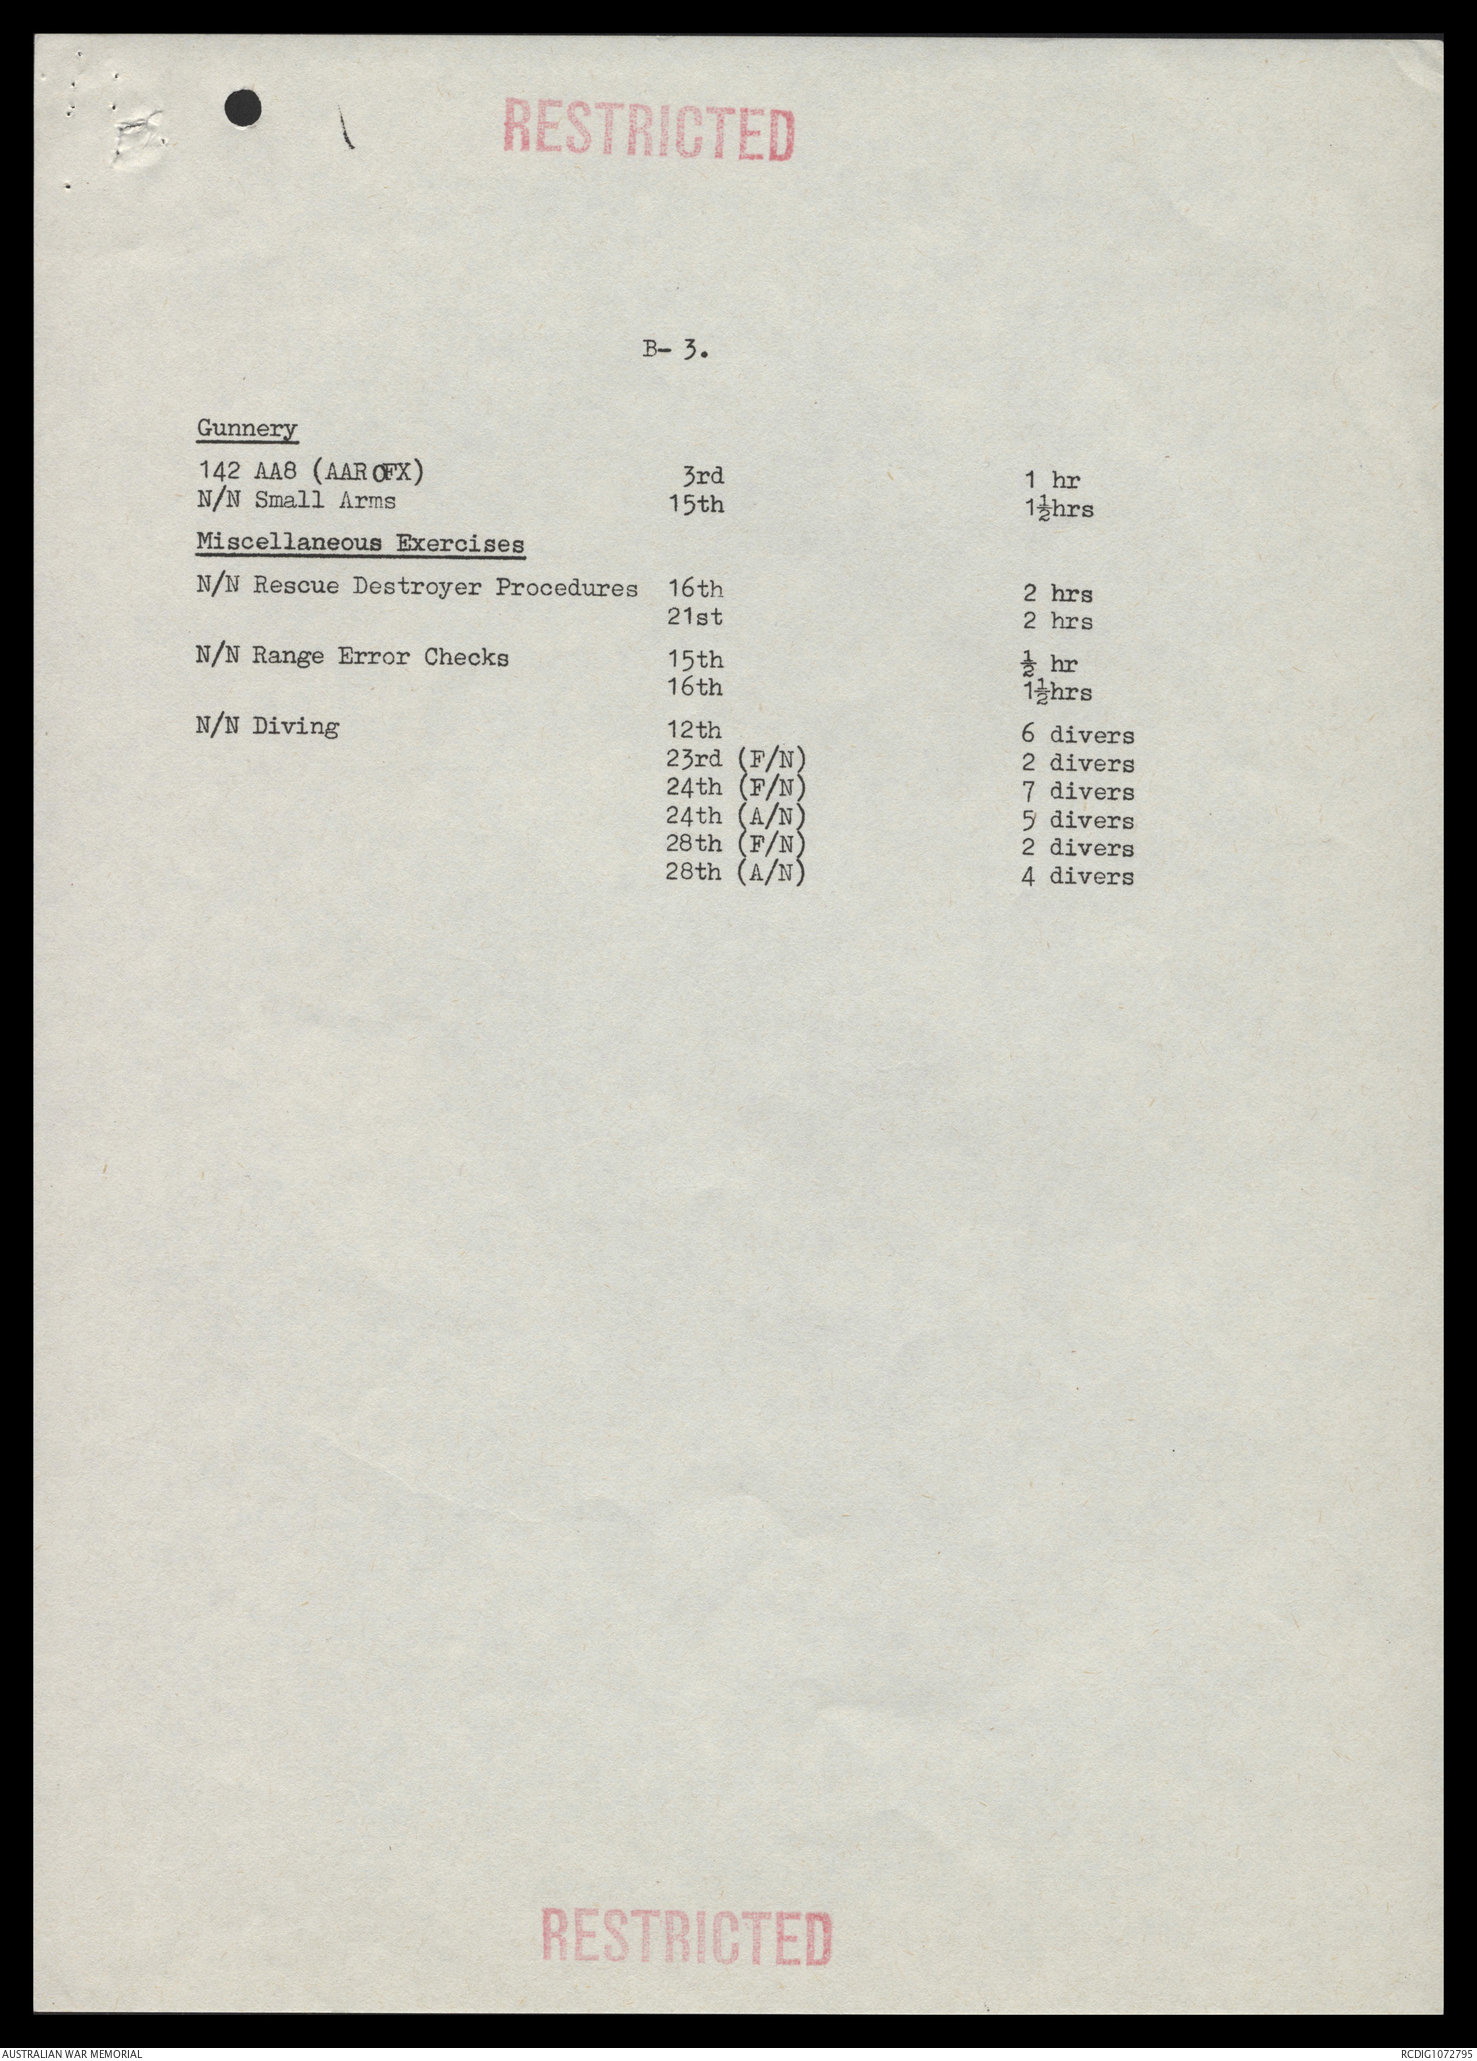 RESTRICTED
B- 3.
Gunnery
142 AA8 (AAROFX) 3rd 1 hr
N/N Small Arms 15th 1½hrs
Miscellaneous Exercises
N/N Rescue Destroyer Procedures 16th 2 hrs
21st 2 hrs
N/N Range Error Checks 15th ½ hr
16th 1½hrs
N/N Diving 12th 6 divers
23rd (F/N) 2 divers
24th (F/N) 7 divers
24th (A/N) 5 divers
28th (F/N) 2 divers
28th (A/N) 4 divers
RESTRICTED
AUSTRALIAN WAR MEMORIAL RCDIG1072795